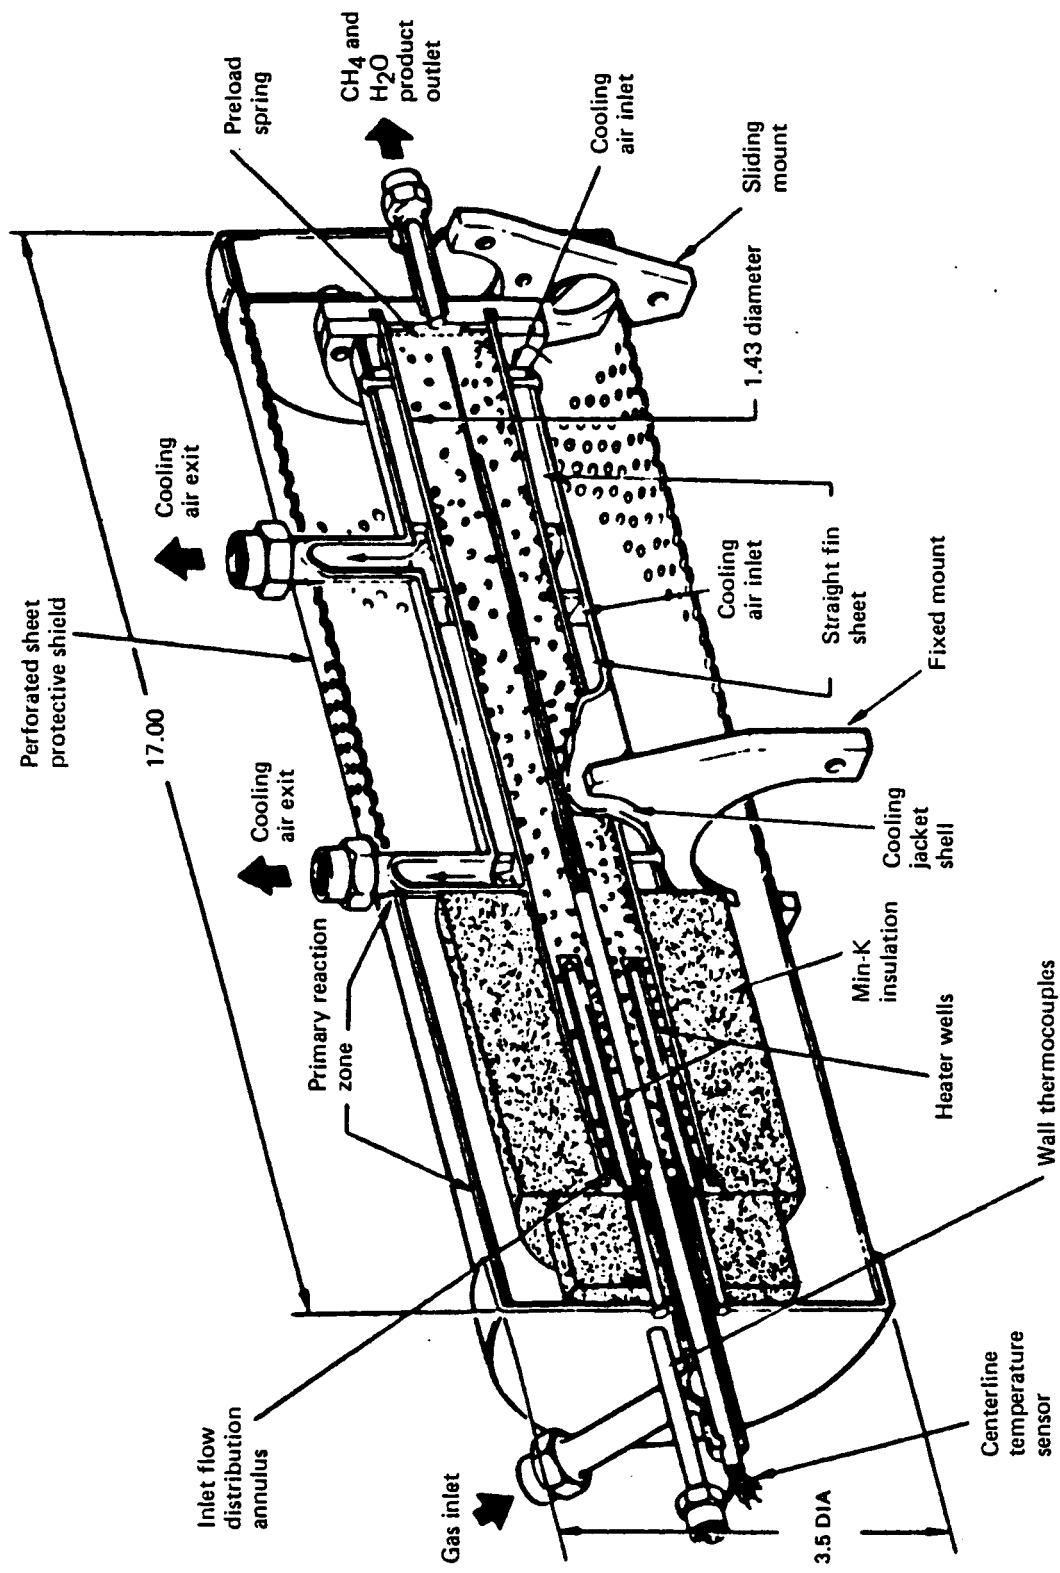 Perforated sheet
protective shield
17.00
Cooling
air exit
Cooling
air exit
Preload
spring
CH4 and
H2O
product
outlet
Cooling
air inlet
Sliding
mount
1.43 diameter
Straight fin
sheet
Cooling
air inlet
Fixed mount
Cooling
jacket
shell
Min-K
insulation
Heater wells
Wall thermocouples
Centerline
temperature
sensor
3.5 DIA
Gas inlet
Inlet flow
distribution
annulus
Primary reaction
zone